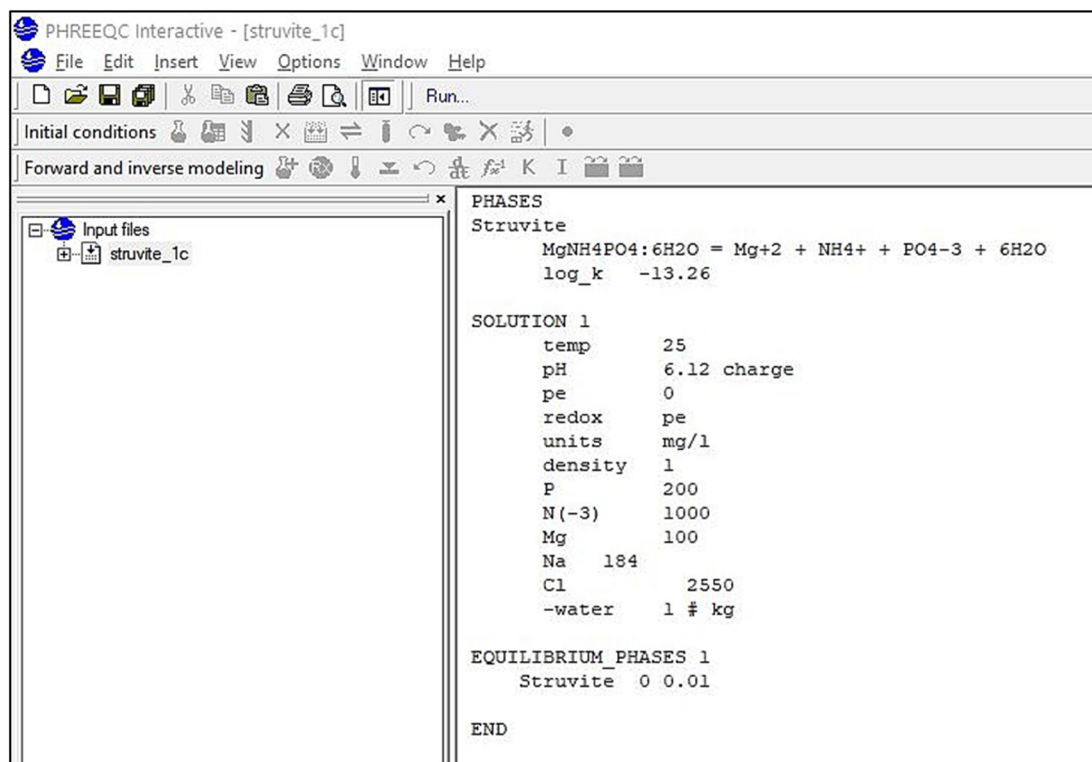 PHREEQC Interactive - [struvite_1c]
File Edit Insert View Options Window Help
Run...
Initial conditions
Forward and inverse modeling K I
Input files
struvite_1c
PHASES
Struvite
MgNH4PO4:6H2O = Mg+2 + NH4+ + PO4-3 + 6H2O
log_k -13.26
SOLUTION 1
temp 25
pH 6.12 charge
pe 0
redox pe
units mg/l
density 1
P 200
N(-3) 1000
Mg 100
Na 184
Cl 2550
-water 1 # kg
EQUILIBRIUM_PHASES 1
Struvite 0 0.01
END